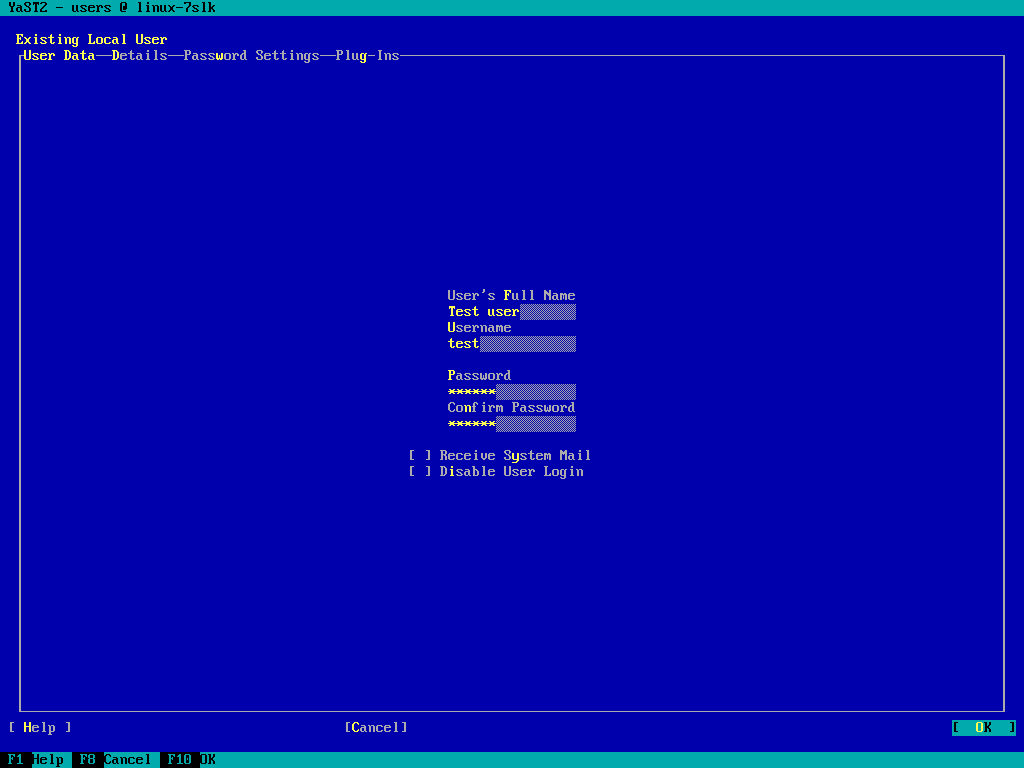 YaST2 - users @ linux-7slk
Existing Local User
User Data Details Password Settings Plug-Ins
User's Full Name
Test user
Username
test
Password
******
Confirm Password
******
[ ] Receive System Mail
[ ] Disable User Login
[ Help ] [Cancel] [ OK ]
F1 Help F8 Cancel F10 OK